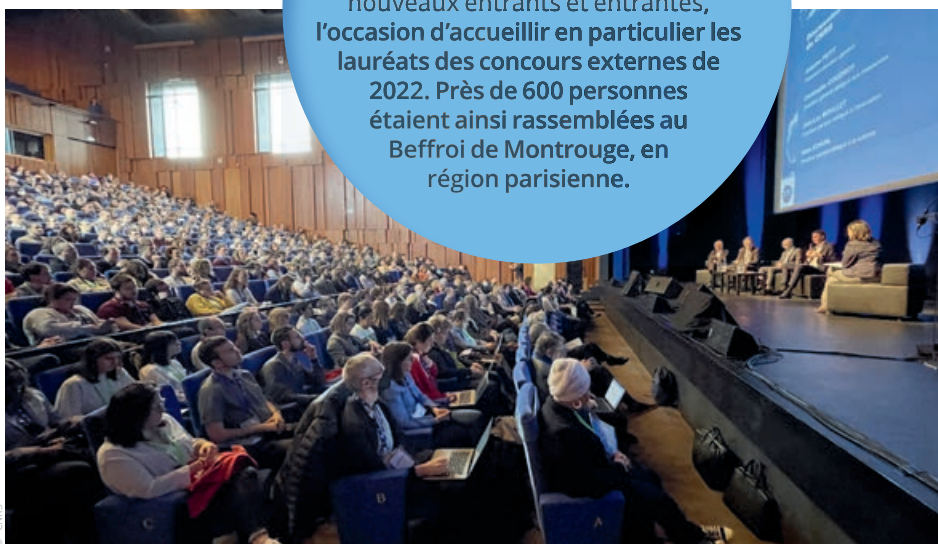 nouveaux entrants et entrantes,
l’occasion d’accueillir en particulier les
lauréats des concours externes de
2022. Près de 600 personnes
étaient ainsi rassemblées au
Beffroi de Montrouge, en
région parisienne.
C
B
A